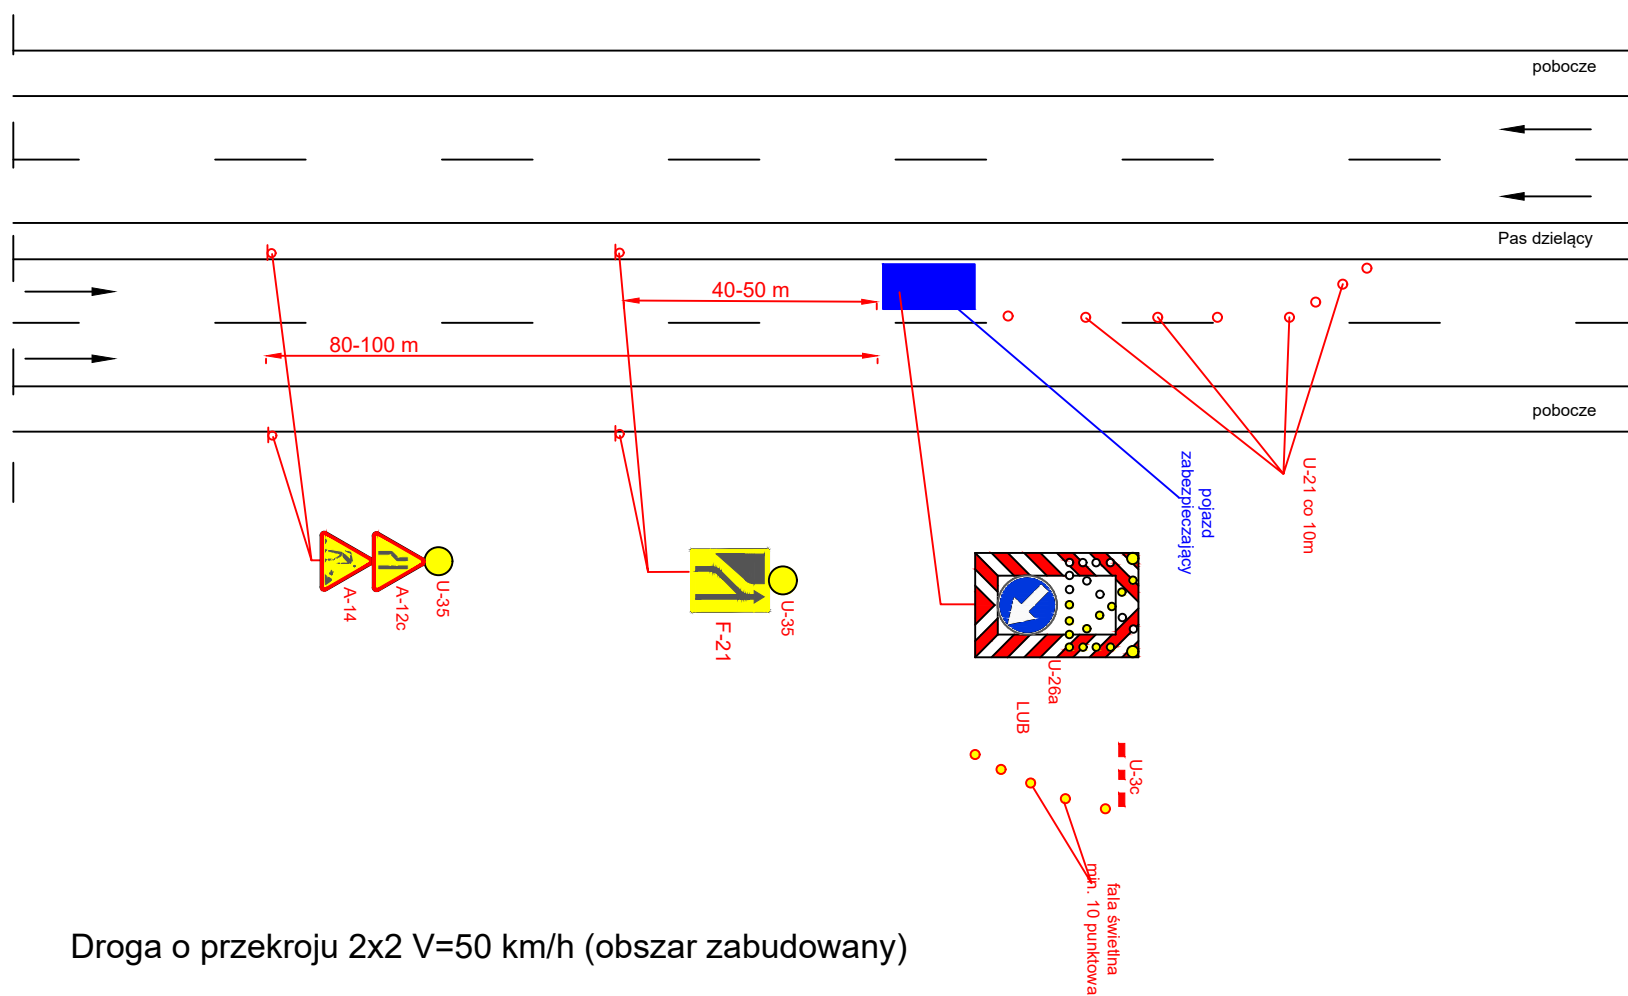 pobocze
Pas dzielący
40-50 m
80-100 m
pobocze
pojazd
zabezpieczający
U-21 co 10m
A-14
A-12c
U-35
F-21
U-35
U-26a
LUB
U-3c
fala świetlna
min. 10 punktowa
Droga o przekroju 2x2 V=50 km/h (obszar zabudowany)